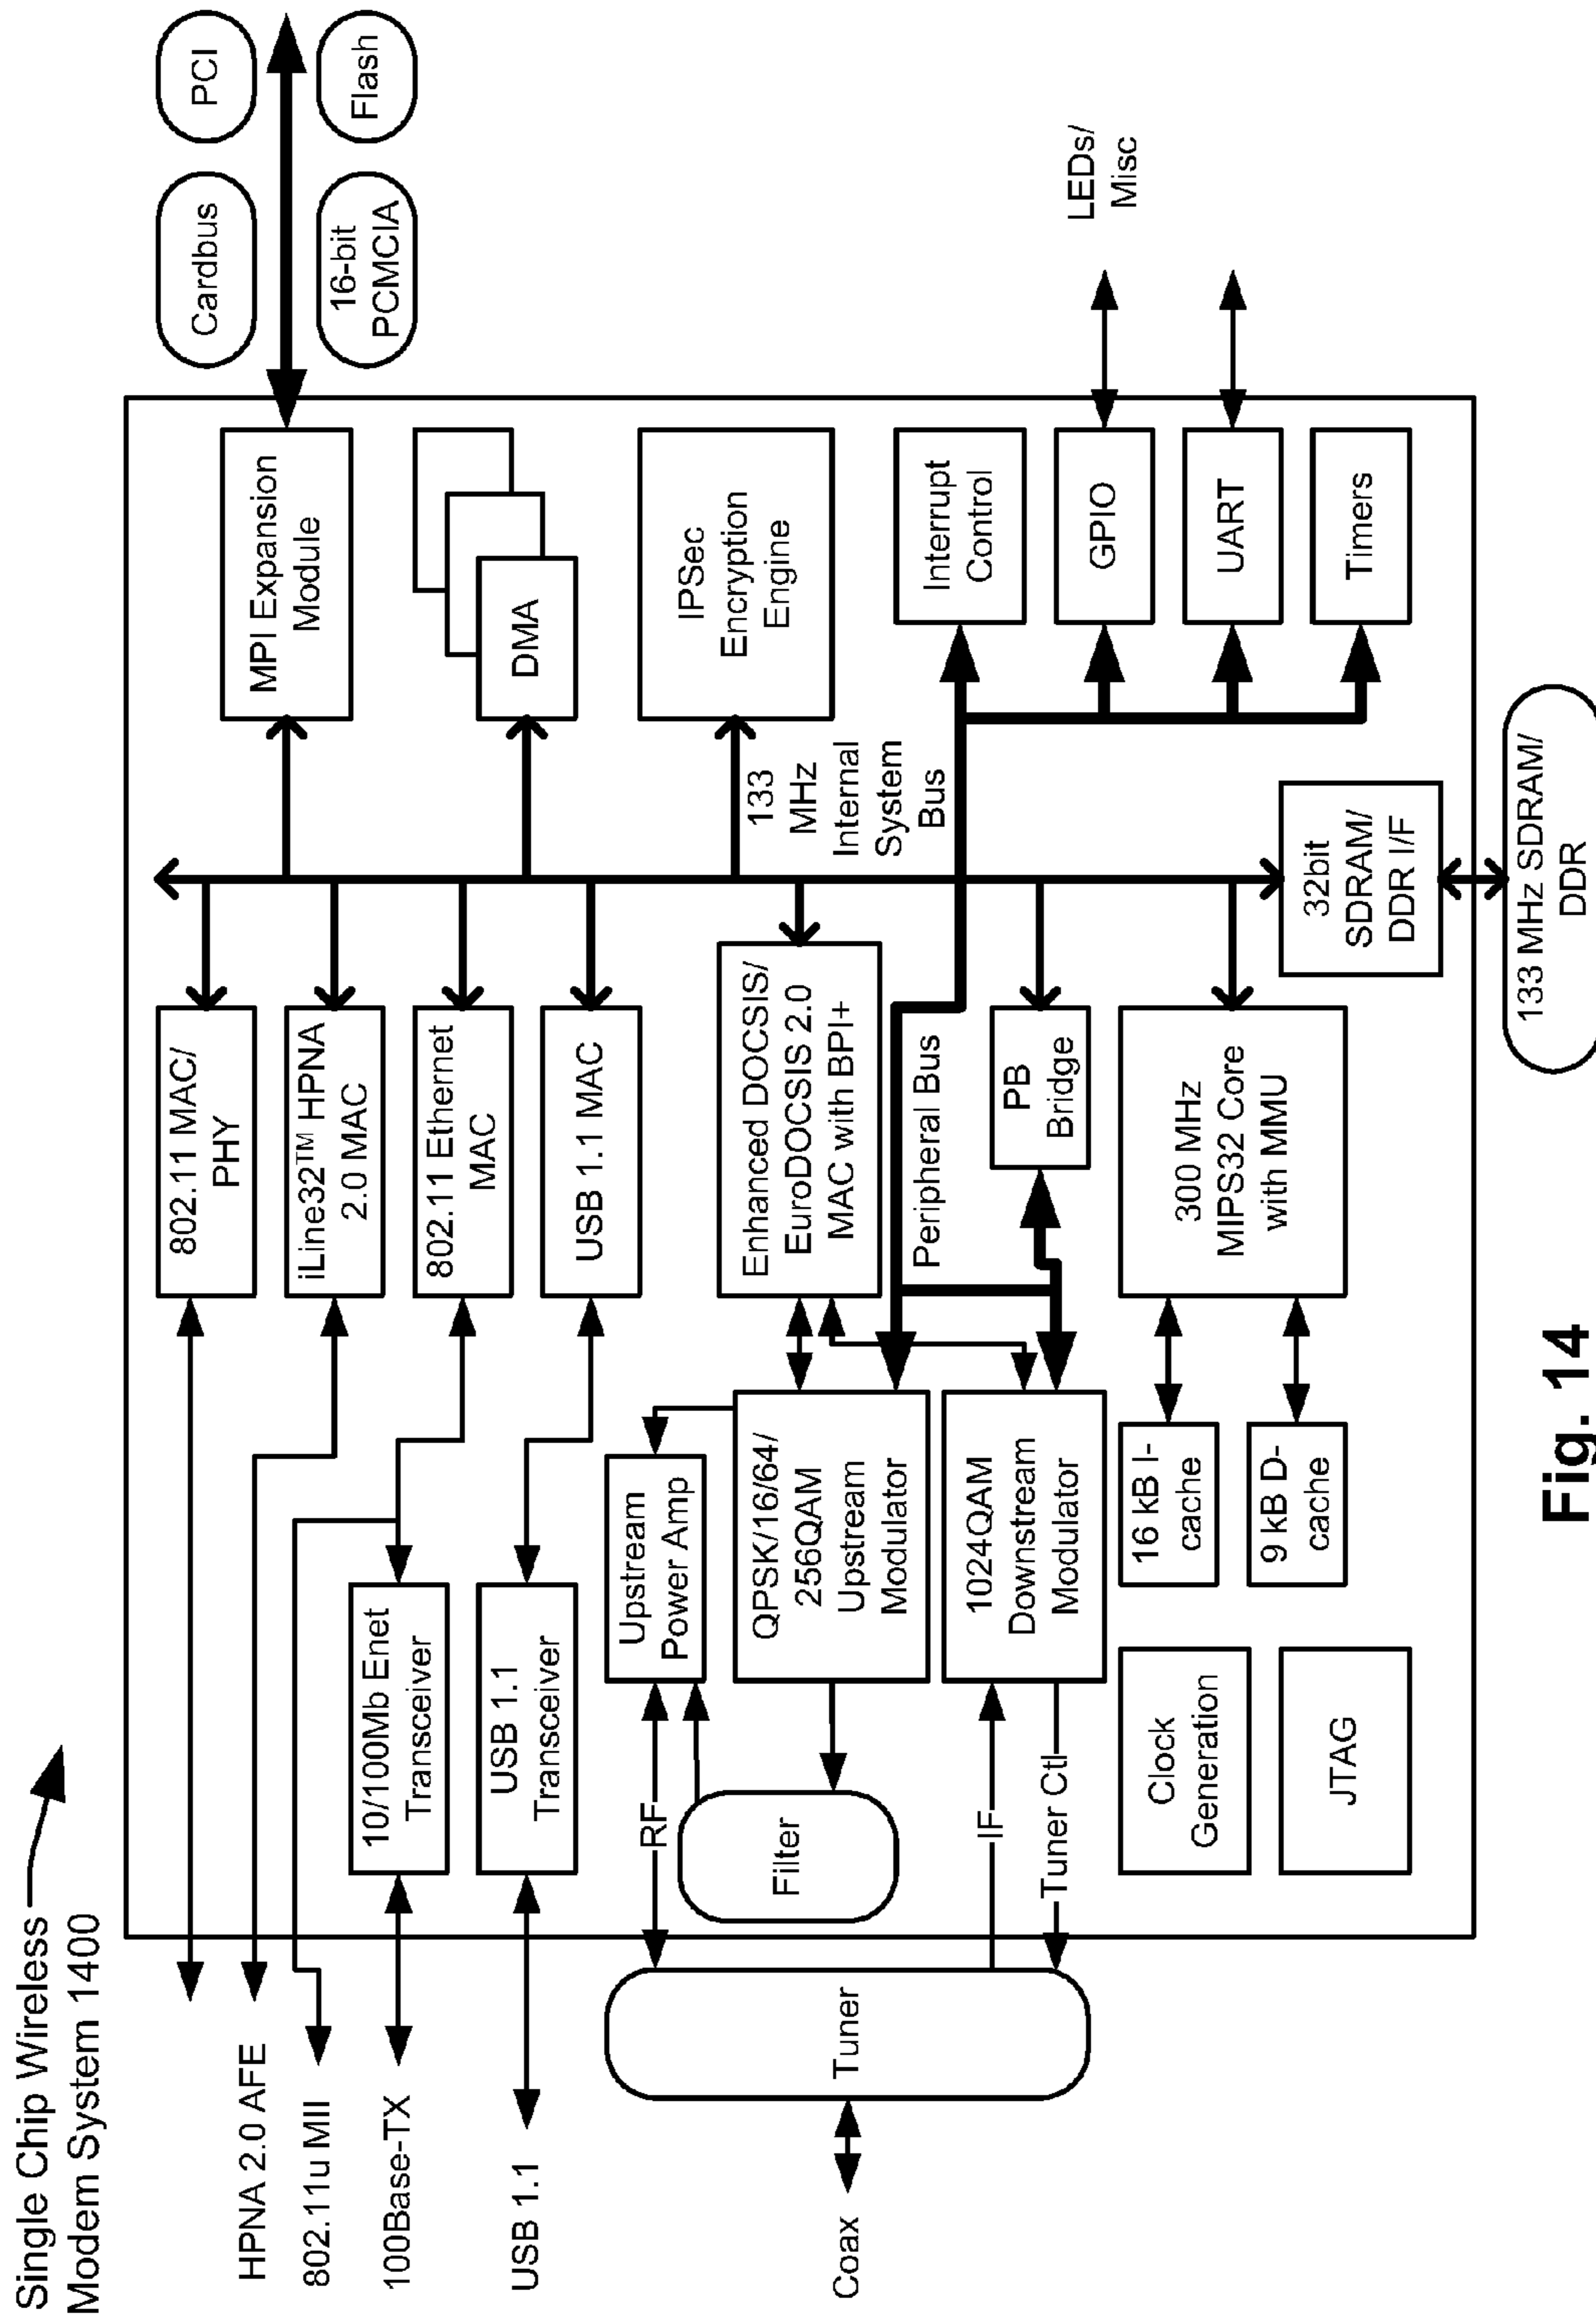 Single Chip Wireless
Modem System 1400
HPNA 2.0 AFE
802.11u MII
100Base-TX
USB 1.1
Coax
Tuner
RF
IF
Tuner Ctl
Filter
10/100Mb Enet
Transceiver
USB 1.1
Transceiver
Upstream
Power Amp
QPSK/16/64/
256QAM
Upstream
Modulator
1024QAM
Downstream
Modulator
Clock
Generation
JTAG
16 kB I-
cache
9 kB D-
cache
802.11 MAC/
PHY
iLine32™ HPNA
2.0 MAC
802.11 Ethernet
MAC
USB 1.1 MAC
Enhanced DOCSIS/
EuroDOCSIS 2.0
MAC with BPI+
Peripheral Bus
PB
Bridge
300 MHz
MIPS32 Core
with MMU
133
MHz
Internal
System
Bus
32bit
SDRAM/
DDR I/F
133 MHz SDRAM/
DDR
MPI Expansion
Module
DMA
IPSec
Encryption
Engine
Interrupt
Control
GPIO
UART
Timers
Cardbus
PCI
16-bit
PCMCIA
Flash
LEDs/
Misc
Fig. 14